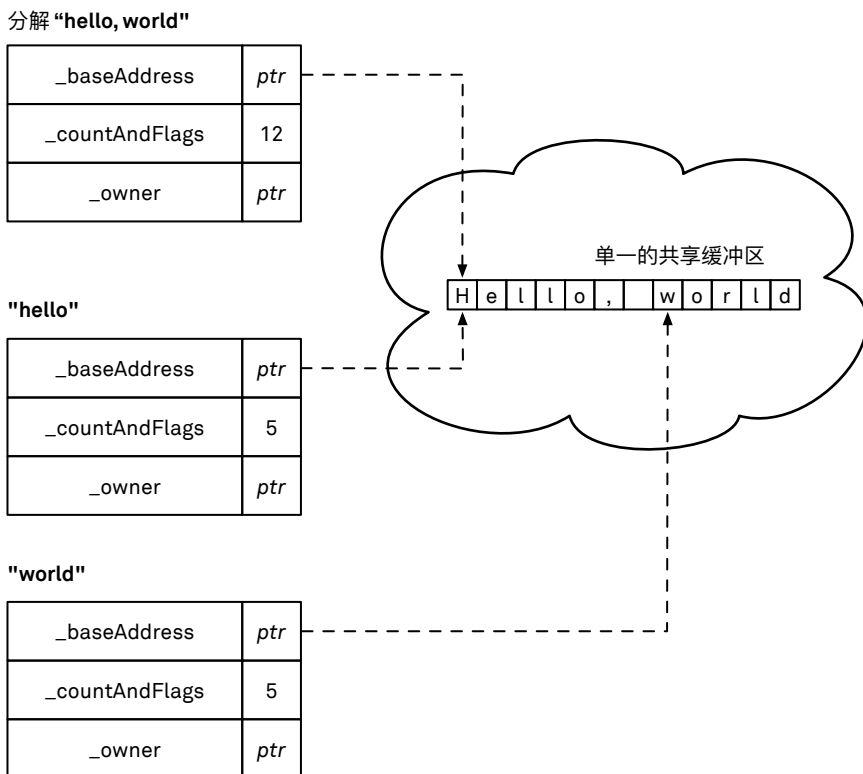 分解 “hello, world"
_baseAddress ptr
_countAndFlags 12
_owner ptr
单一的共享缓冲区
H e l l o , w o r l d
"hello"
_baseAddress ptr
_countAndFlags 5
_owner ptr
"world"
_baseAddress ptr
_countAndFlags 5
_owner ptr